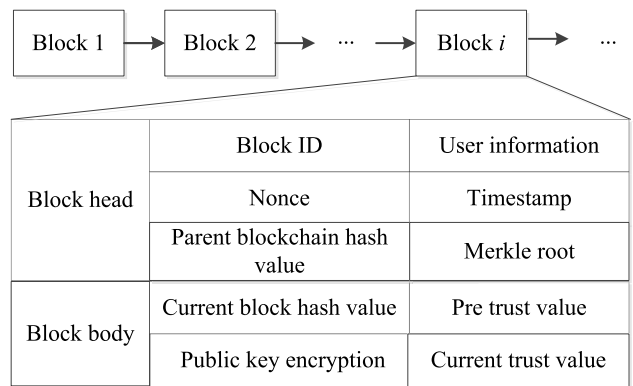 Block 1
Block 2
...
Block i
...
Block head
Block ID
User information
Nonce
Timestamp
Parent blockchain hash
value
Merkle root
Block body
Current block hash value
Pre trust value
Public key encryption
Current trust value